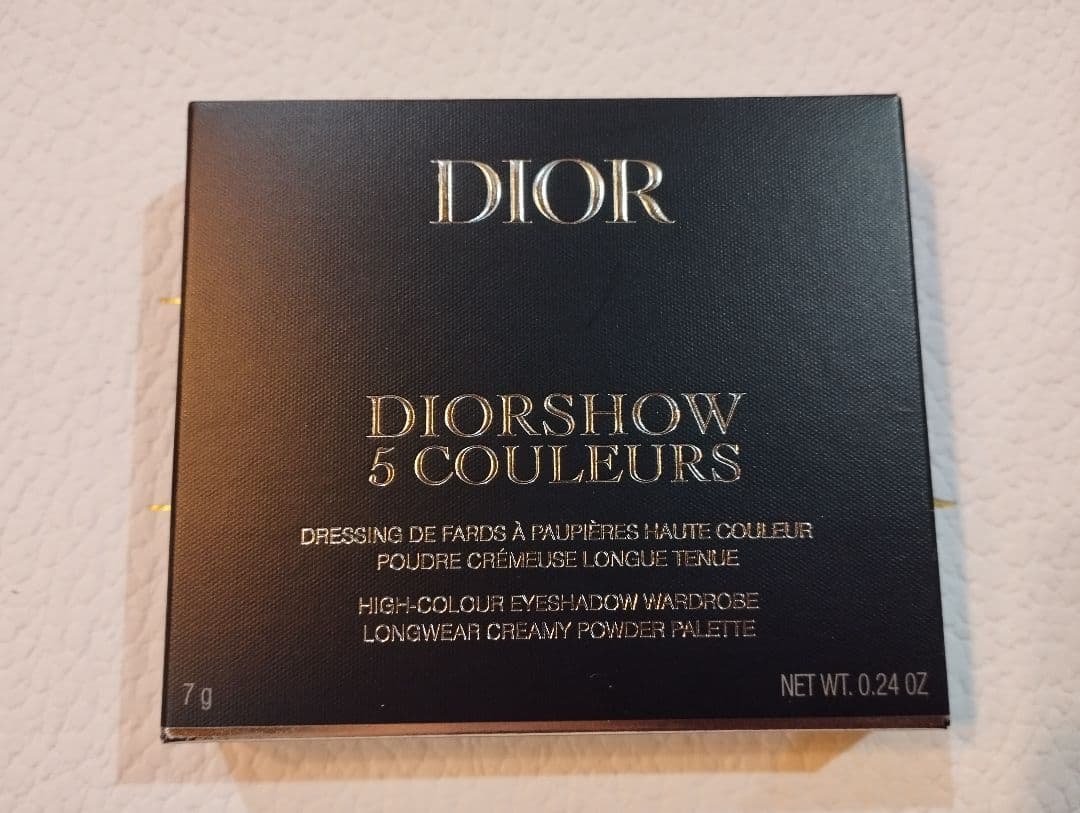 DIOR
DIORSHOW
5 COULEURS
DRESSING DE FARDS À PAUPIÈRES HAUTE COULEUR
POUDRE CRÉMEUSE LONGUE TENUE
HIGH-COLOUR EYESHADOW WARDROBE
LONGWEAR CREAMY POWDER PALETTE
7 g
NET WT. 0.24 OZ